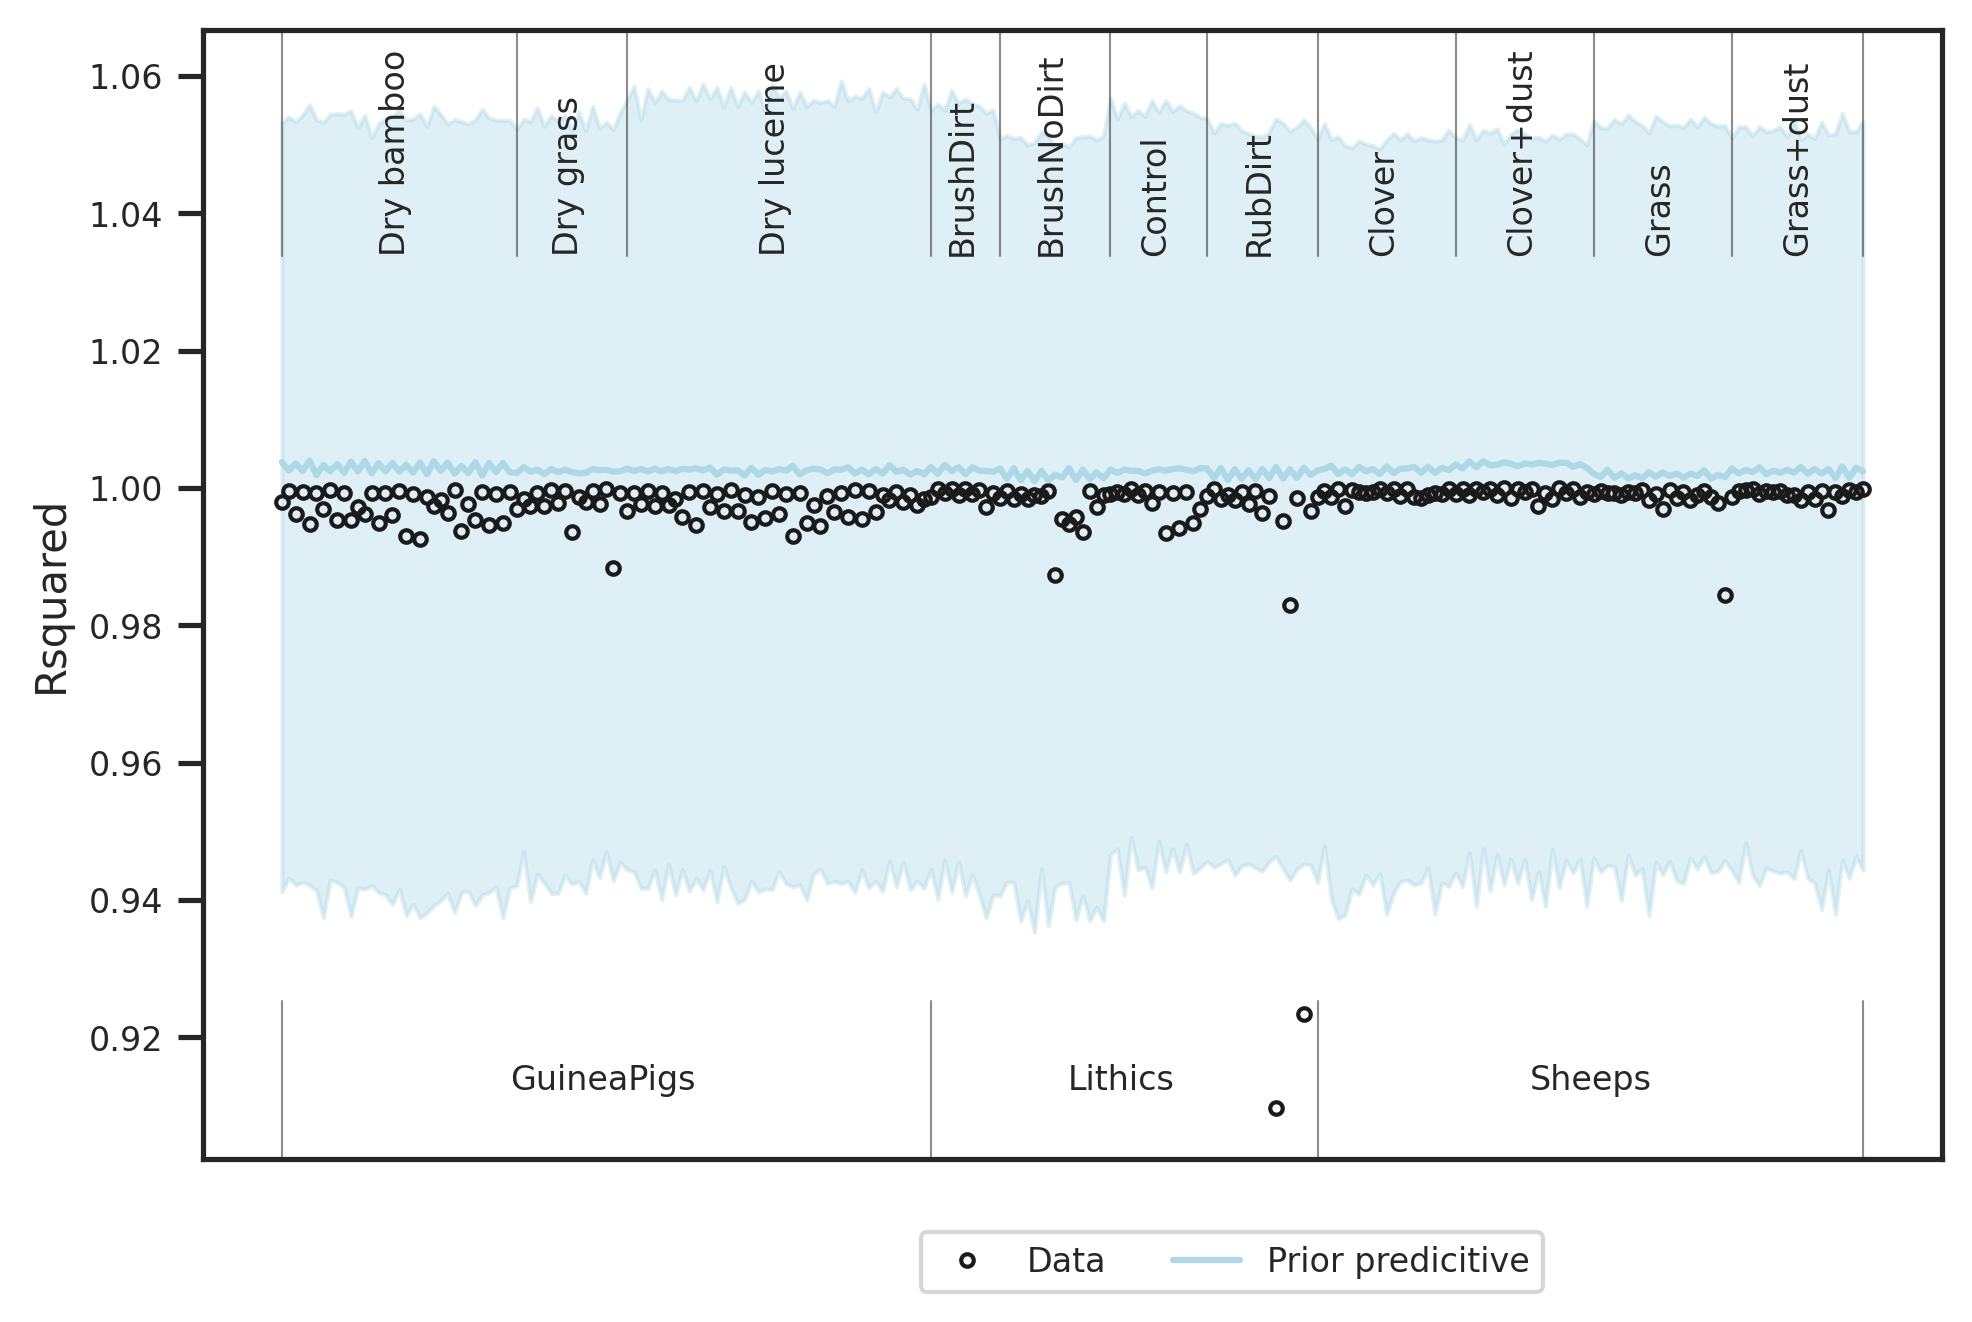 1.06
1.04
1.02
1.00
0.98
0.96
0.94
0.92
Rsquared
Dry bamboo
Dry grass
Dry lucerne
BrushDirt
BrushNoDirt
Control
RubDirt
Clover
Clover+dust
Grass
Grass+dust
GuineaPigs
Lithics
Sheeps
Data
Prior predicitive